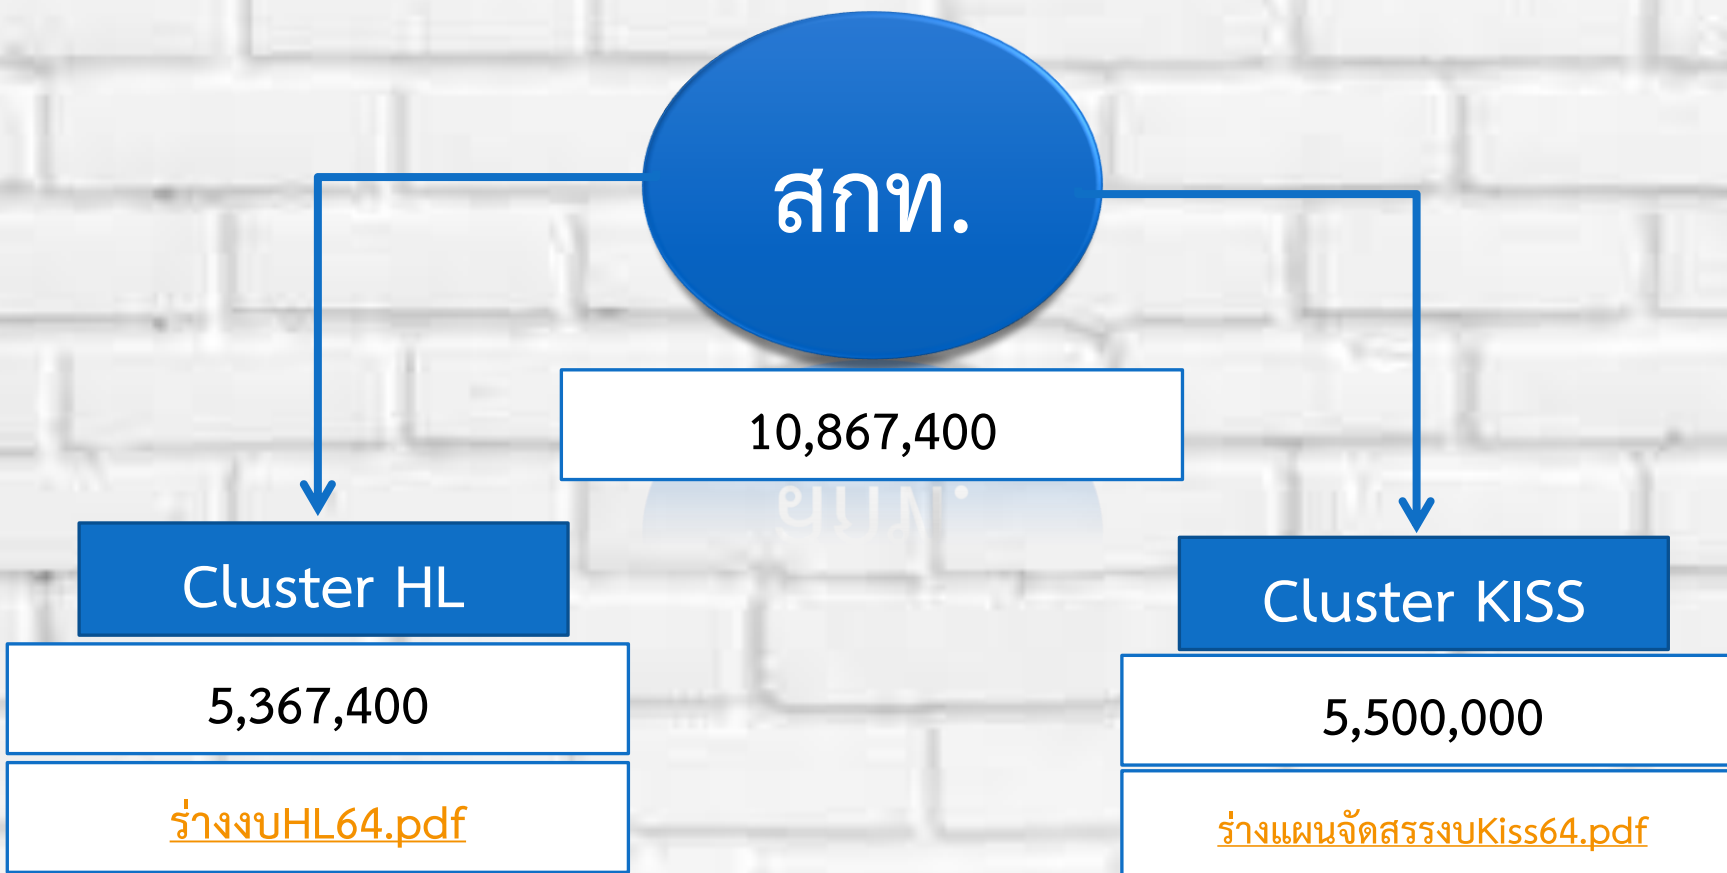 สกท.
10,867,400
Cluster HL
5,367,400
ร่างงบHL64.pdf
Cluster KISS
5,500,000
ร่างแผนจัดสรรงบKiss64.pdf